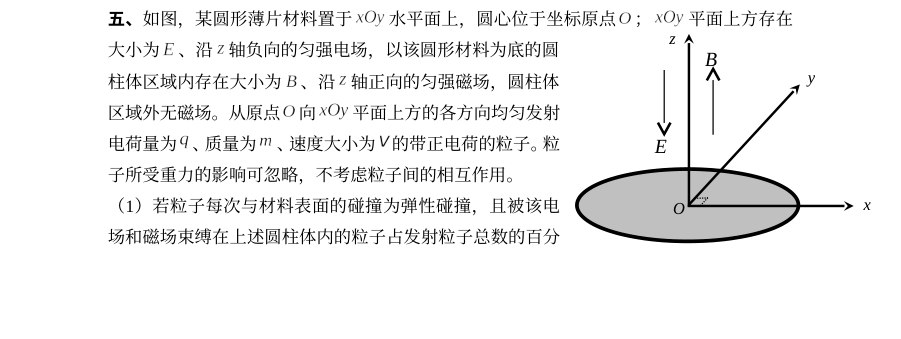 五、如图，某圆形薄片材料置于 xOy 水平面上，圆心位于坐标原点 O ； xOy 平面上方存在
大小为 E 、沿 z 轴负向的匀强电场，以该圆形材料为底的圆
柱体区域内存在大小为 B 、沿 z 轴正向的匀强磁场，圆柱体
区域外无磁场。从原点 O 向 xOy 平面上方的各方向均匀发射
电荷量为 q 、质量为 m 、速度大小为 V 的带正电荷的粒子。粒
子所受重力的影响可忽略，不考虑粒子间的相互作用。
（1）若粒子每次与材料表面的碰撞为弹性碰撞，且被该电
场和磁场束缚在上述圆柱体内的粒子占发射粒子总数的百分
z
B
y
E
O
x